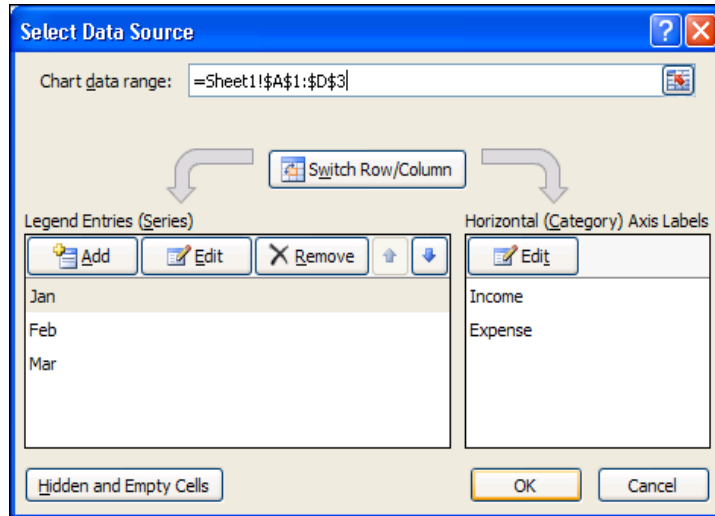 Select Data Source
Chart data range: =Sheet1!$A$1:$D$3
Switch Row/Column
Legend Entries (Series)
Horizontal (Category) Axis Labels
Add Edit Remove
Edit
Jan
Feb
Mar
Income
Expense
Hidden and Empty Cells
OK Cancel